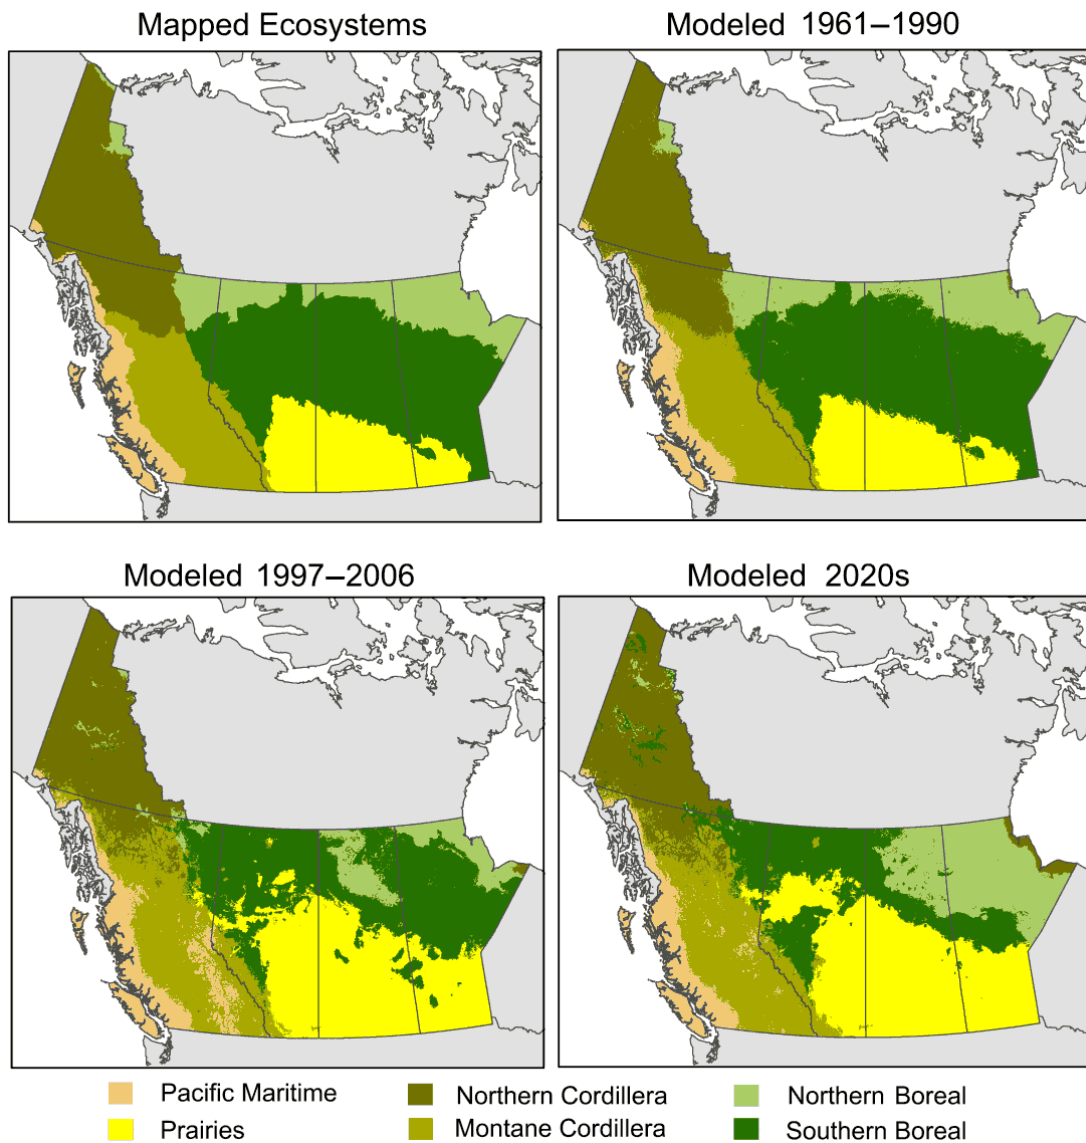 Mapped Ecosystems
Modeled 1961–1990
Modeled 1997–2006
Modeled 2020s
Pacific Maritime
Northern Cordillera
Northern Boreal
Prairies
Montane Cordillera
Southern Boreal